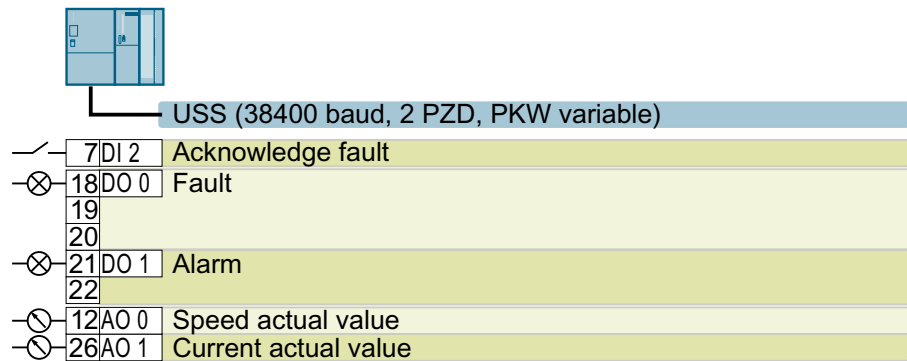 USS (38400 baud, 2 PZD, PKW variable)
7 DI 2 Acknowledge fault
18 DO 0 Fault
19
20
21 DO 1 Alarm
22
12 AO 0 Speed actual value
26 AO 1 Current actual value